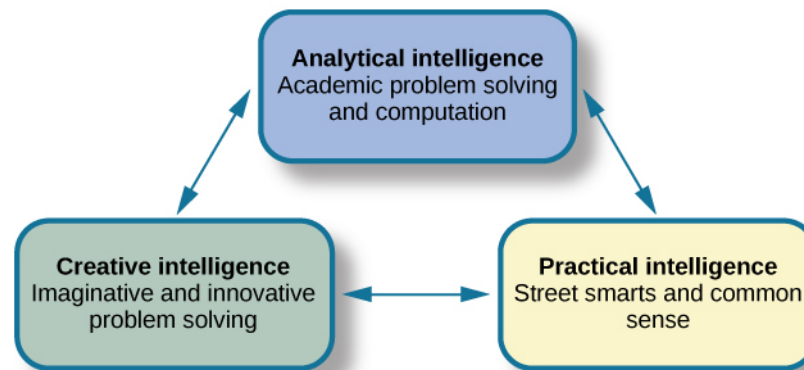 Analytical intelligence
Academic problem solving
and computation
Creative intelligence
Imaginative and innovative
problem solving
Practical intelligence
Street smarts and common
sense